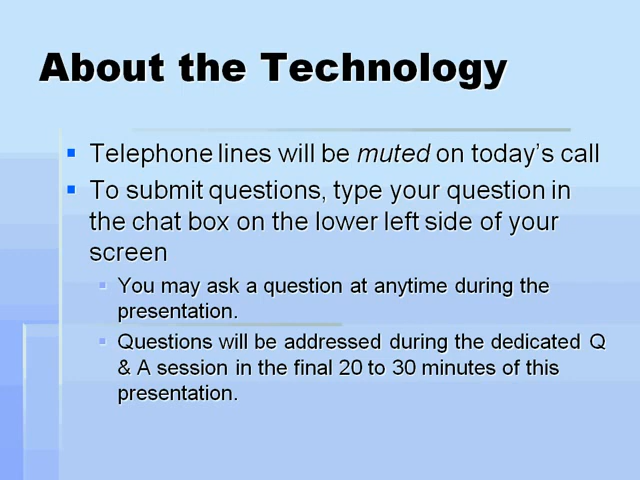 About the Technology
Telephone lines will be muted on today's call
To submit questions, type your question in
the chat box on the lower left side of your
screen
You may ask a question at anytime during the
presentation.
Questions will be addressed during the dedicated Q
& A session in the final 20 to 30 minutes of this
presentation.